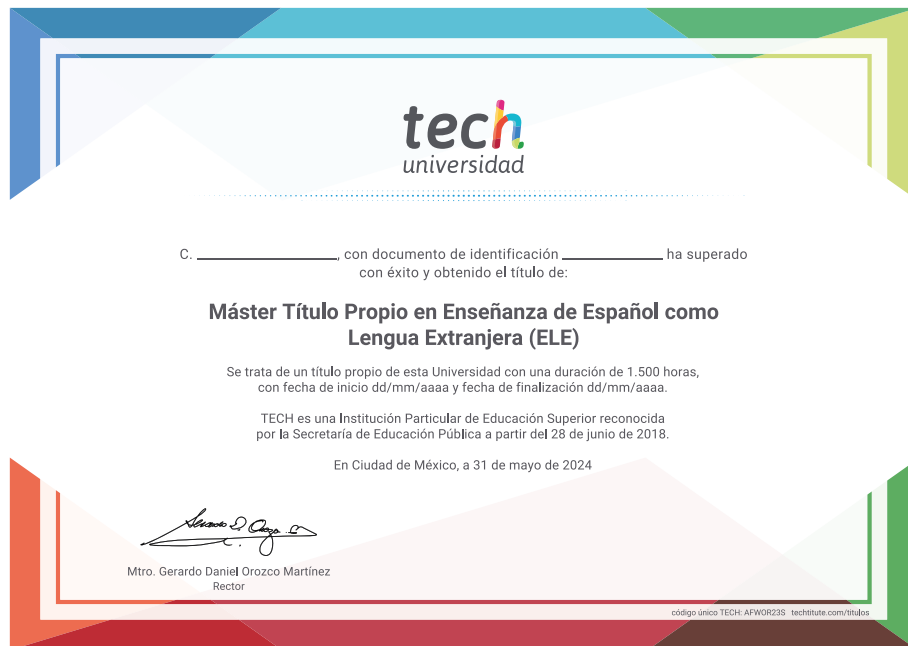 tech
universidad
C. ____________, con documento de identificación _________ ha superado
con éxito y obtenido el título de:
Máster Título Propio en Enseñanza de Español como
Lengua Extranjera (ELE)
Se trata de un título propio de esta Universidad con una duración de 1.500 horas,
con fecha de inicio dd/mm/aaaa y fecha de finalización dd/mm/aaaa.
TECH es una Institución Particular de Educación Superior reconocida
por la Secretaría de Educación Pública a partir del 28 de junio de 2018.
En Ciudad de México, a 31 de mayo de 2024
Mtro. Gerardo Daniel Orozco Martínez
Rector
código único TECH: AFWOR23S techtitute.com/titulos